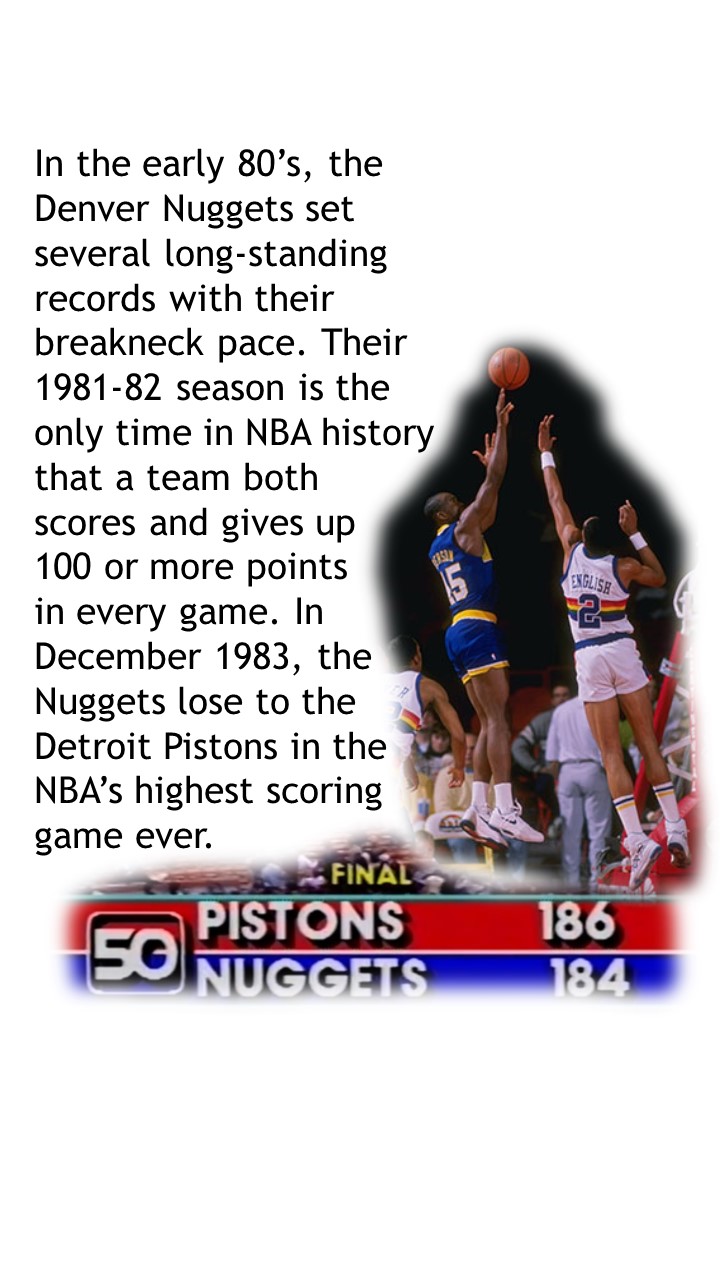 In the early 80’s, the
Denver Nuggets set
several long-standing
records with their
breakneck pace. Their
1981-82 season is the
only time in NBA history
that a team both
scores and gives up
100 or more points
in every game. In
December 1983, the
Nuggets lose to the
Detroit Pistons in the
NBA’s highest scoring
game ever.
15
ENGLISH
2
FINAL
50
PISTONS 186
NUGGETS 184